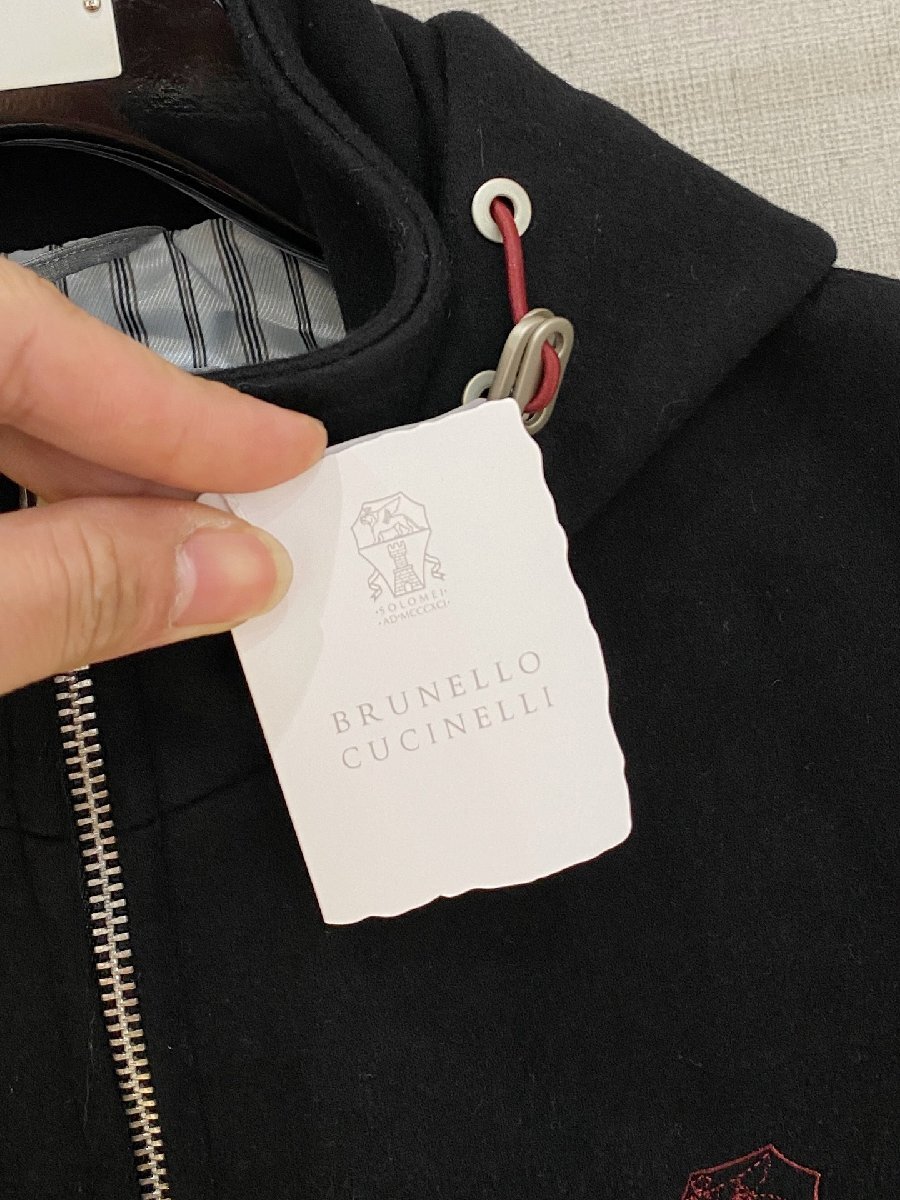 ·SOLOMEI·
·AD·MCCCXCI·
BRUNELLO
CUCINELLI